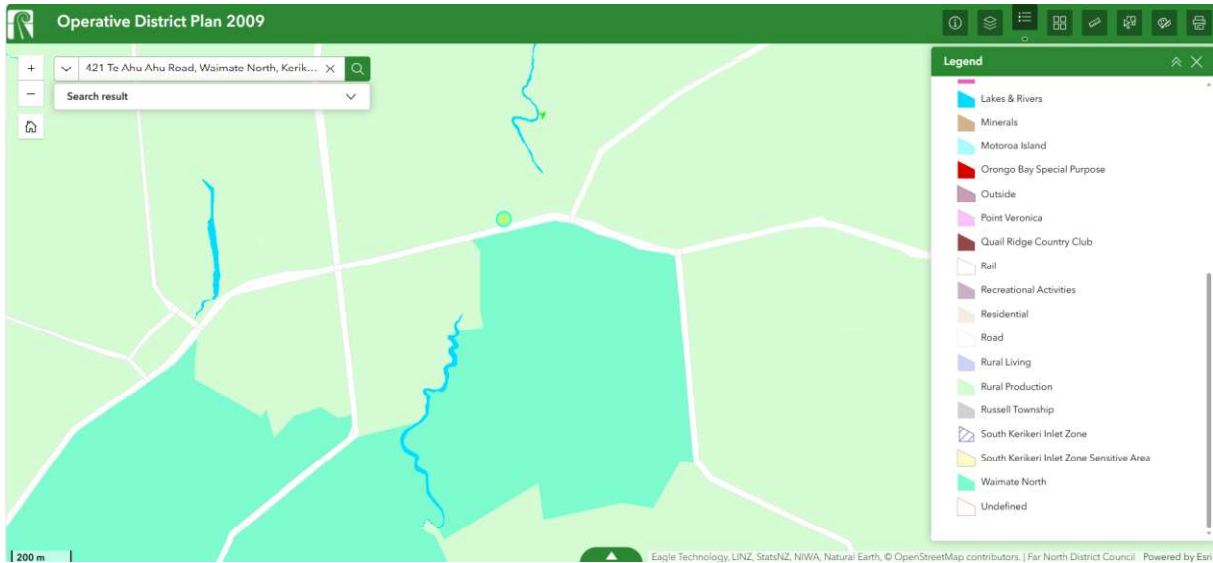 Operative District Plan 2009
+
421 Te Ahu Ahu Road, Waimate North, Kerik...
−
Search result
Legend
Lakes & Rivers
Minerals
Motoroa Island
Orongo Bay Special Purpose
Outside
Point Veronica
Quail Ridge Country Club
Rail
Recreational Activities
Residential
Road
Rural Living
Rural Production
Russell Township
South Kerikeri Inlet Zone
South Kerikeri Inlet Zone Sensitive Area
Waimate North
Undefined
200 m
Eagle Technology, LINZ, StatsNZ, NIWA, Natural Earth, © OpenStreetMap contributors. | Far North District Council Powered by Esri